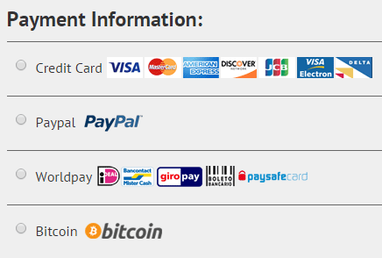 Payment Information:
Credit Card VISA MasterCard AMERICAN EXPRESS DISCOVER JCB VISA Electron DELTA
Paypal PayPal
Worldpay iDEAL Bancontact Mister Cash giropay BOLETO BANCÁRIO paysafecard
Bitcoin bitcoin